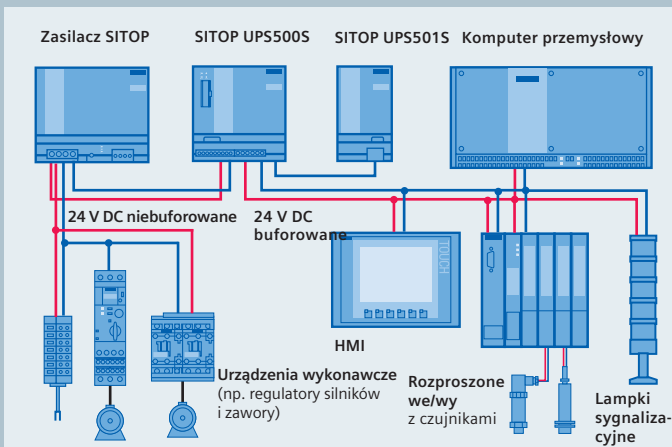 Zasilacz SITOP
SITOP UPS500S
SITOP UPS501S
Komputer przemysłowy
24 V DC niebuforowane
24 V DC
buforowane
TOUCH
HMI
Urządzenia wykonawcze
(np. regulatory silników
i zawory)
Rozproszone
we/wy
z czujnikami
Lampki
sygnaliza-
cyjne